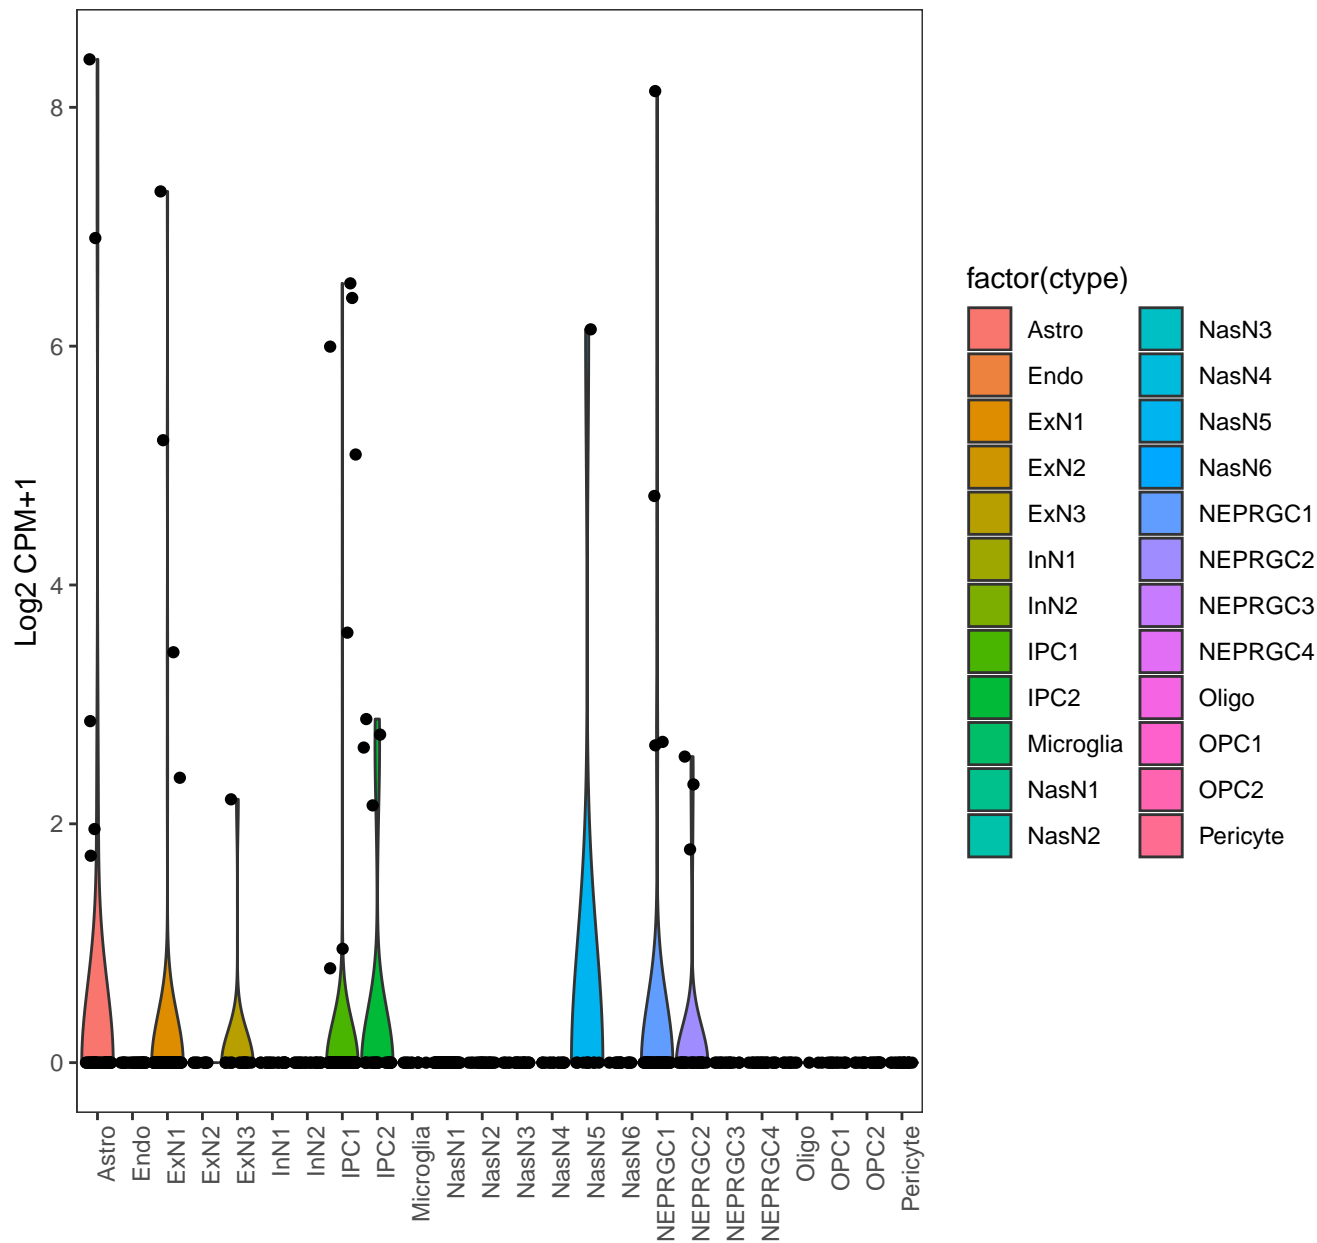 8
6
4
2
0
Log2 CPM+1
Astro
Endo
ExN1
ExN2
ExN3
InN1
InN2
IPC1
IPC2
Microglia
NasN1
NasN2
NasN3
NasN4
NasN5
NasN6
NEPRGC1
NEPRGC2
NEPRGC3
NEPRGC4
Oligo
OPC1
OPC2
Pericyte
factor(ctype)
Astro
Endo
ExN1
ExN2
ExN3
InN1
InN2
IPC1
IPC2
Microglia
NasN1
NasN2
NasN3
NasN4
NasN5
NasN6
NEPRGC1
NEPRGC2
NEPRGC3
NEPRGC4
Oligo
OPC1
OPC2
Pericyte